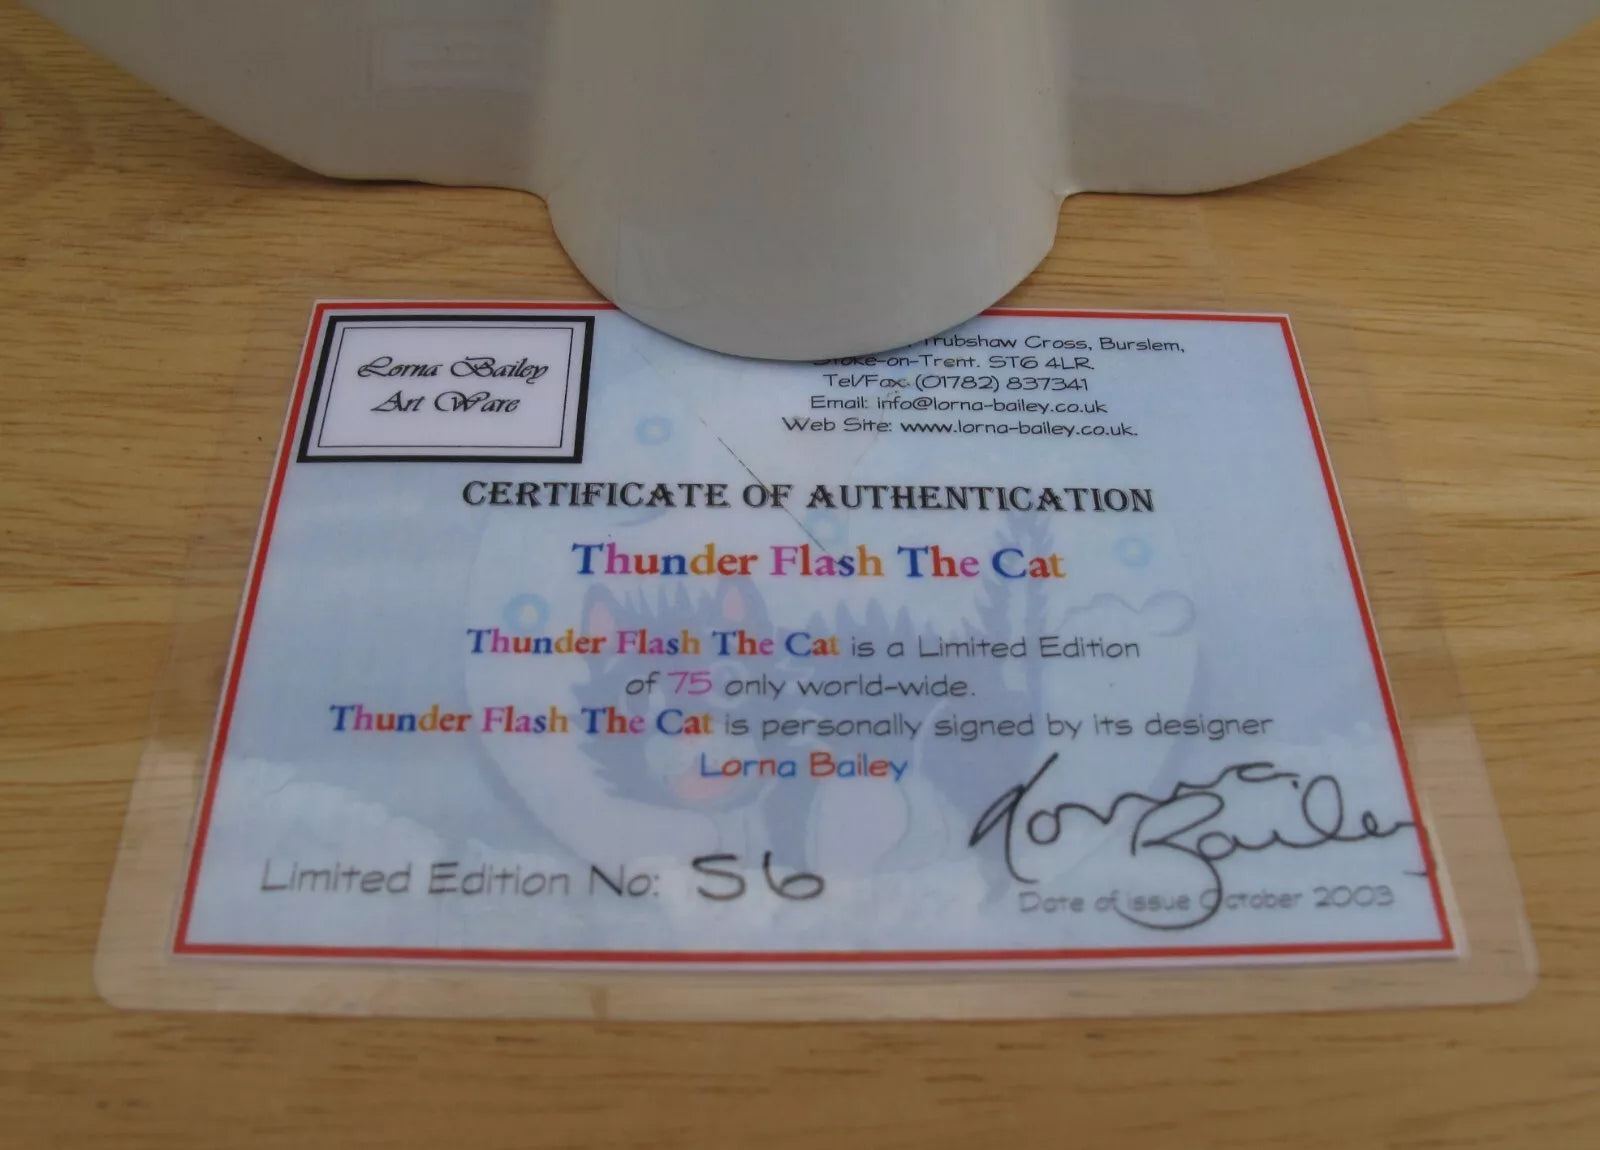 Lorna Bailey
Art Ware
Trubshaw Cross, Burslem,
Stoke-on-Trent. ST6 4LR.
Tel/Fax: (01782) 837341
Email: info@lorna-bailey.co.uk
Web Site: www.lorna-bailey.co.uk.
CERTIFICATE OF AUTHENTICATION
Thunder Flash The Cat
Thunder Flash The Cat is a Limited Edition
of 75 only world-wide.
Thunder Flash The Cat is personally signed by its designer
Lorna Bailey
Lorna Bailey
Limited Edition No: 56
Date of issue October 2003